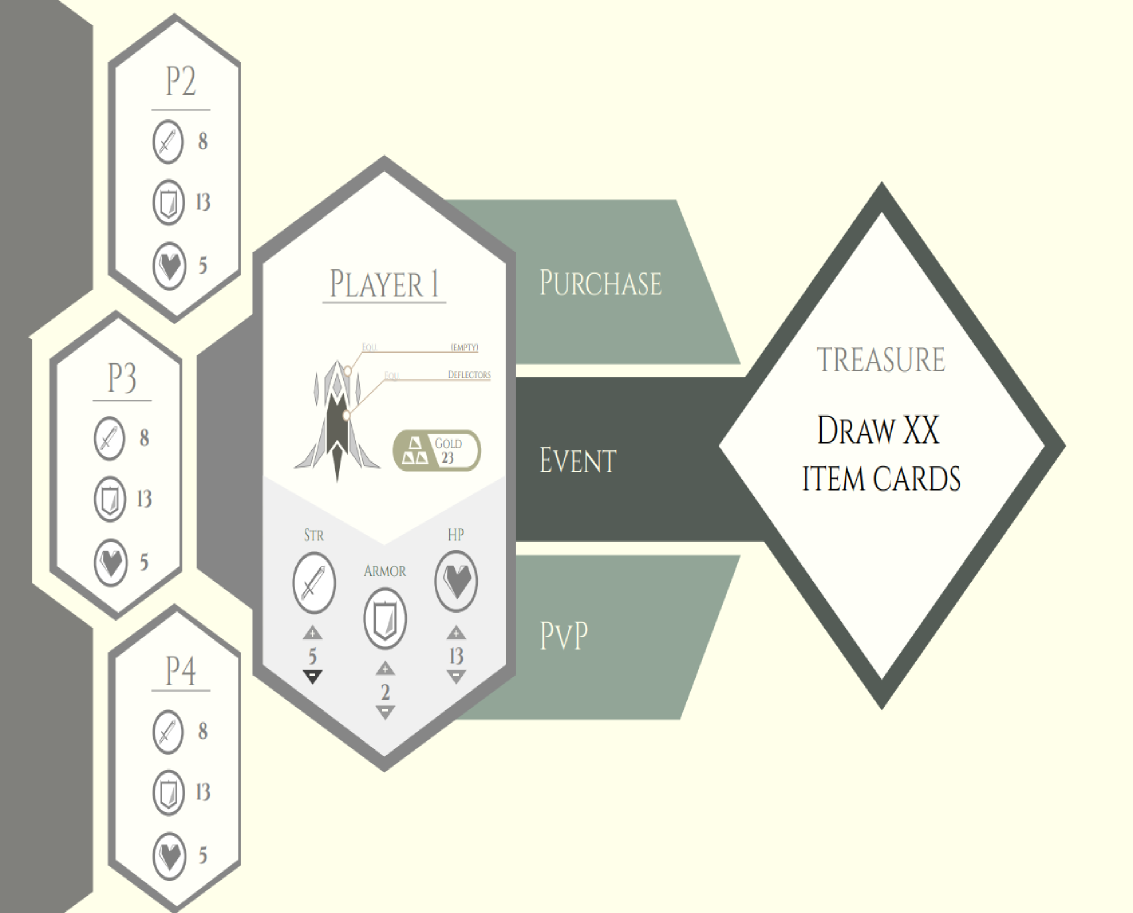 P2
8
13
5
P3
8
13
5
P4
8
13
5
Player 1
Equ. (empty)
Equ. Deflectors
Gold
23
Str
Armor
HP
5
2
13
Purchase
Event
PvP
TREASURE
Draw XX
item cards